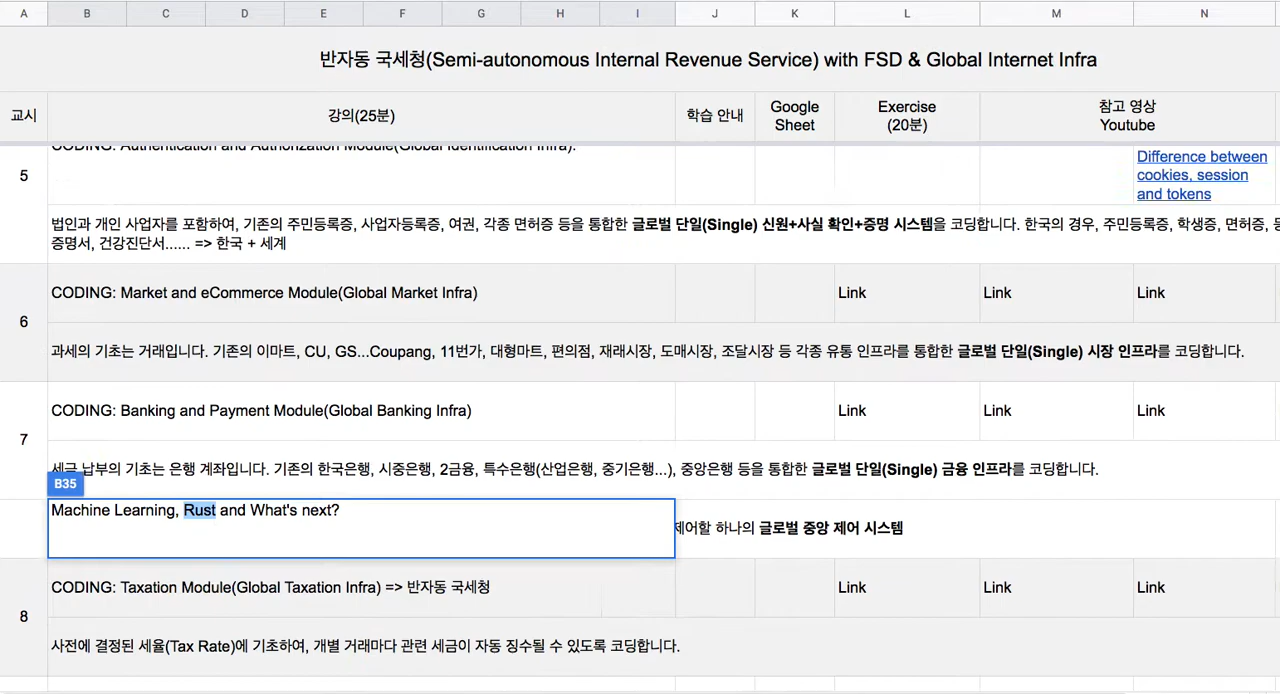 A B C D E F G H I J K L M N
반자동 국세청(Semi-autonomous Internal Revenue Service) with FSD & Global Internet Infra
교시 강의(25분) 학습 안내 Google Sheet Exercise (20분) 참고 영상 Youtube
5 CODING: Authentication and Authorization Module(Global Identification Infra).
Difference between
cookies, session
and tokens
법인과 개인 사업자를 포함하여, 기존의 주민등록증, 사업자등록증, 여권, 각종 면허증 등을 통합한 글로벌 단일(Single) 신원+사실 확인+증명 시스템을 코딩합니다. 한국의 경우, 주민등록증, 학생증, 면허증,
증명서, 건강진단서...... => 한국 + 세계
6 CODING: Market and eCommerce Module(Global Market Infra) Link Link Link
과세의 기초는 거래입니다. 기존의 이마트, CU, GS...Coupang, 11번가, 대형마트, 편의점, 재래시장, 도매시장, 조달시장 등 각종 유통 인프라를 통합한 글로벌 단일(Single) 시장 인프라를 코딩합니다.
7 CODING: Banking and Payment Module(Global Banking Infra) Link Link Link
세금 납부의 기초는 은행 계좌입니다. 기존의 한국은행, 시중은행, 2금융, 특수은행(산업은행, 중기은행...), 중앙은행 등을 통합한 글로벌 단일(Single) 금융 인프라를 코딩합니다.
B35
Machine Learning, Rust and What's next? 제어할 하나의 글로벌 중앙 제어 시스템
8 CODING: Taxation Module(Global Taxation Infra) => 반자동 국세청 Link Link Link
사전에 결정된 세율(Tax Rate)에 기초하여, 개별 거래마다 관련 세금이 자동 징수될 수 있도록 코딩합니다.